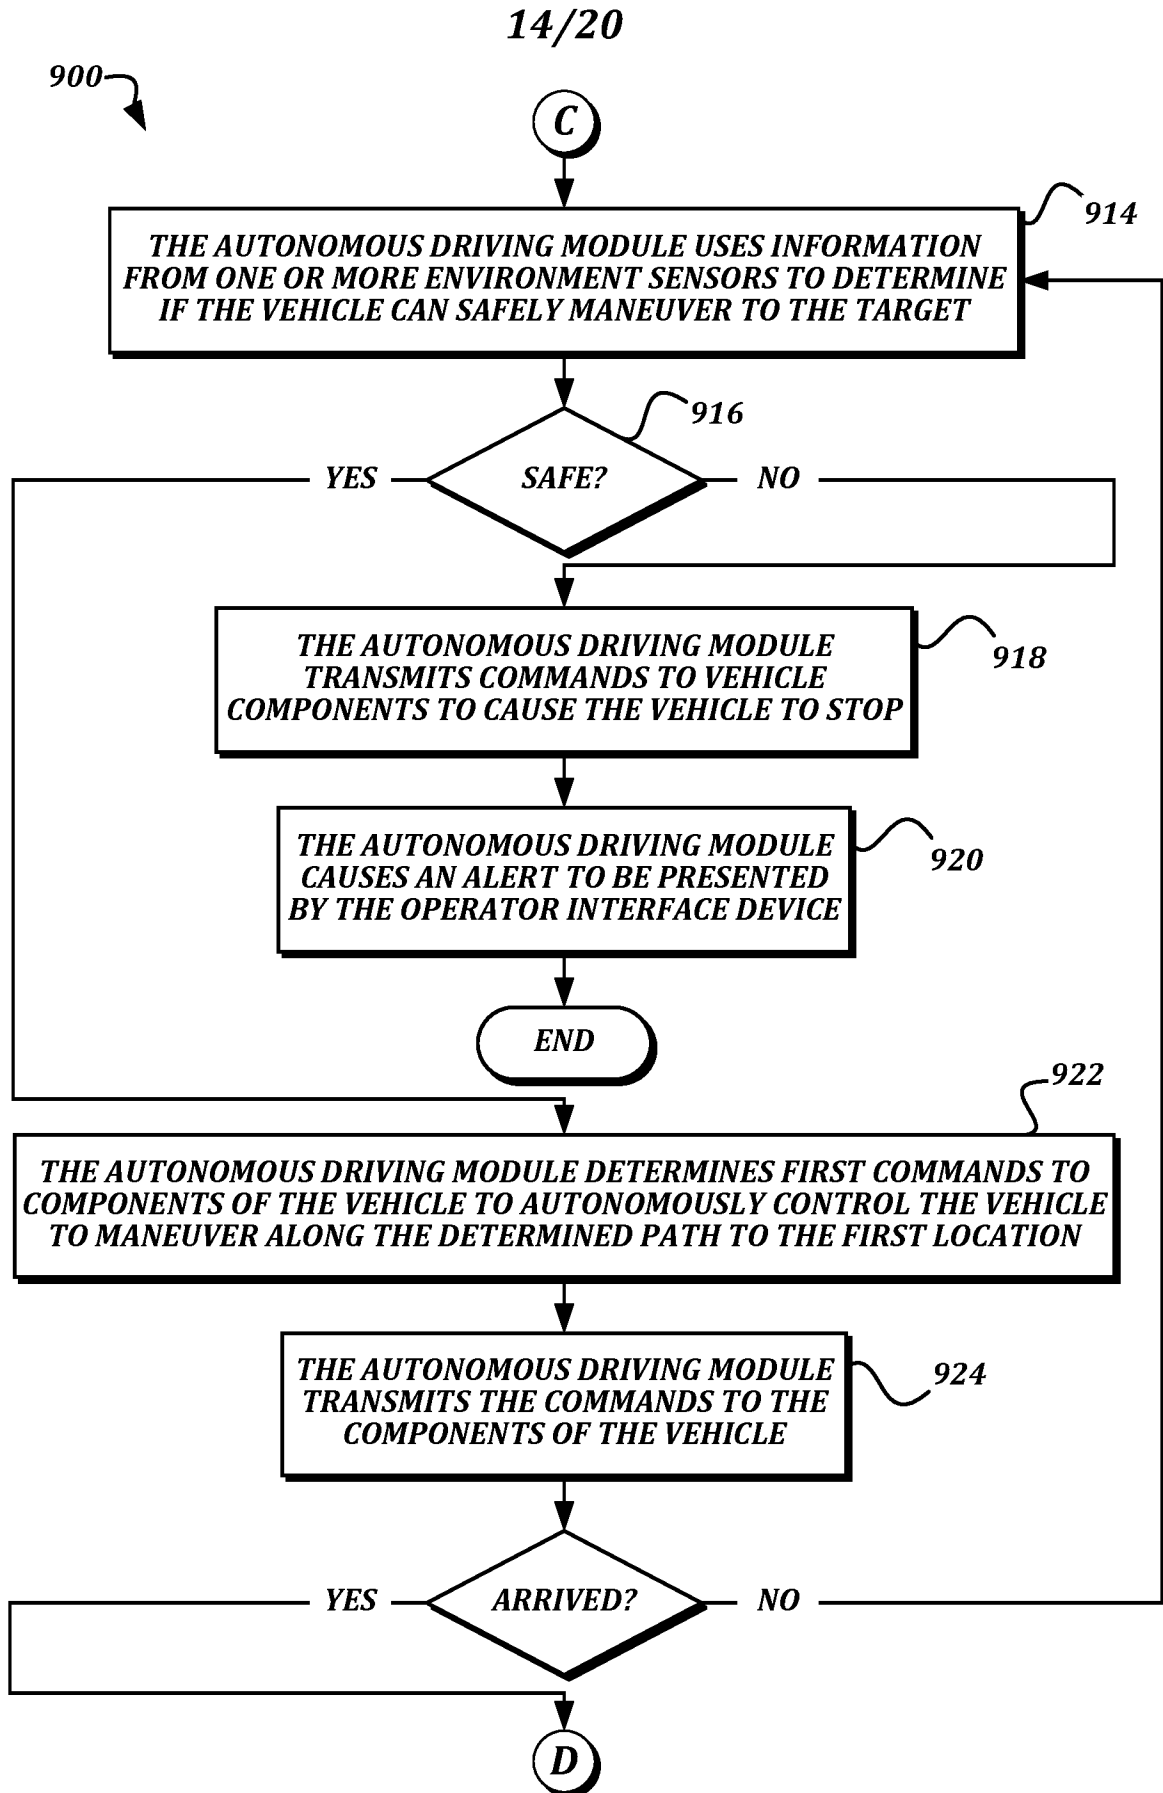 14/20
900
C
914
THE AUTONOMOUS DRIVING MODULE USES INFORMATION
FROM ONE OR MORE ENVIRONMENT SENSORS TO DETERMINE
IF THE VEHICLE CAN SAFELY MANEUVER TO THE TARGET
916
YES
SAFE?
NO
918
THE AUTONOMOUS DRIVING MODULE
TRANSMITS COMMANDS TO VEHICLE
COMPONENTS TO CAUSE THE VEHICLE TO STOP
920
THE AUTONOMOUS DRIVING MODULE
CAUSES AN ALERT TO BE PRESENTED
BY THE OPERATOR INTERFACE DEVICE
END
922
THE AUTONOMOUS DRIVING MODULE DETERMINES FIRST COMMANDS TO
COMPONENTS OF THE VEHICLE TO AUTONOMOUSLY CONTROL THE VEHICLE
TO MANEUVER ALONG THE DETERMINED PATH TO THE FIRST LOCATION
924
THE AUTONOMOUS DRIVING MODULE
TRANSMITS THE COMMANDS TO THE
COMPONENTS OF THE VEHICLE
YES
ARRIVED?
NO
D